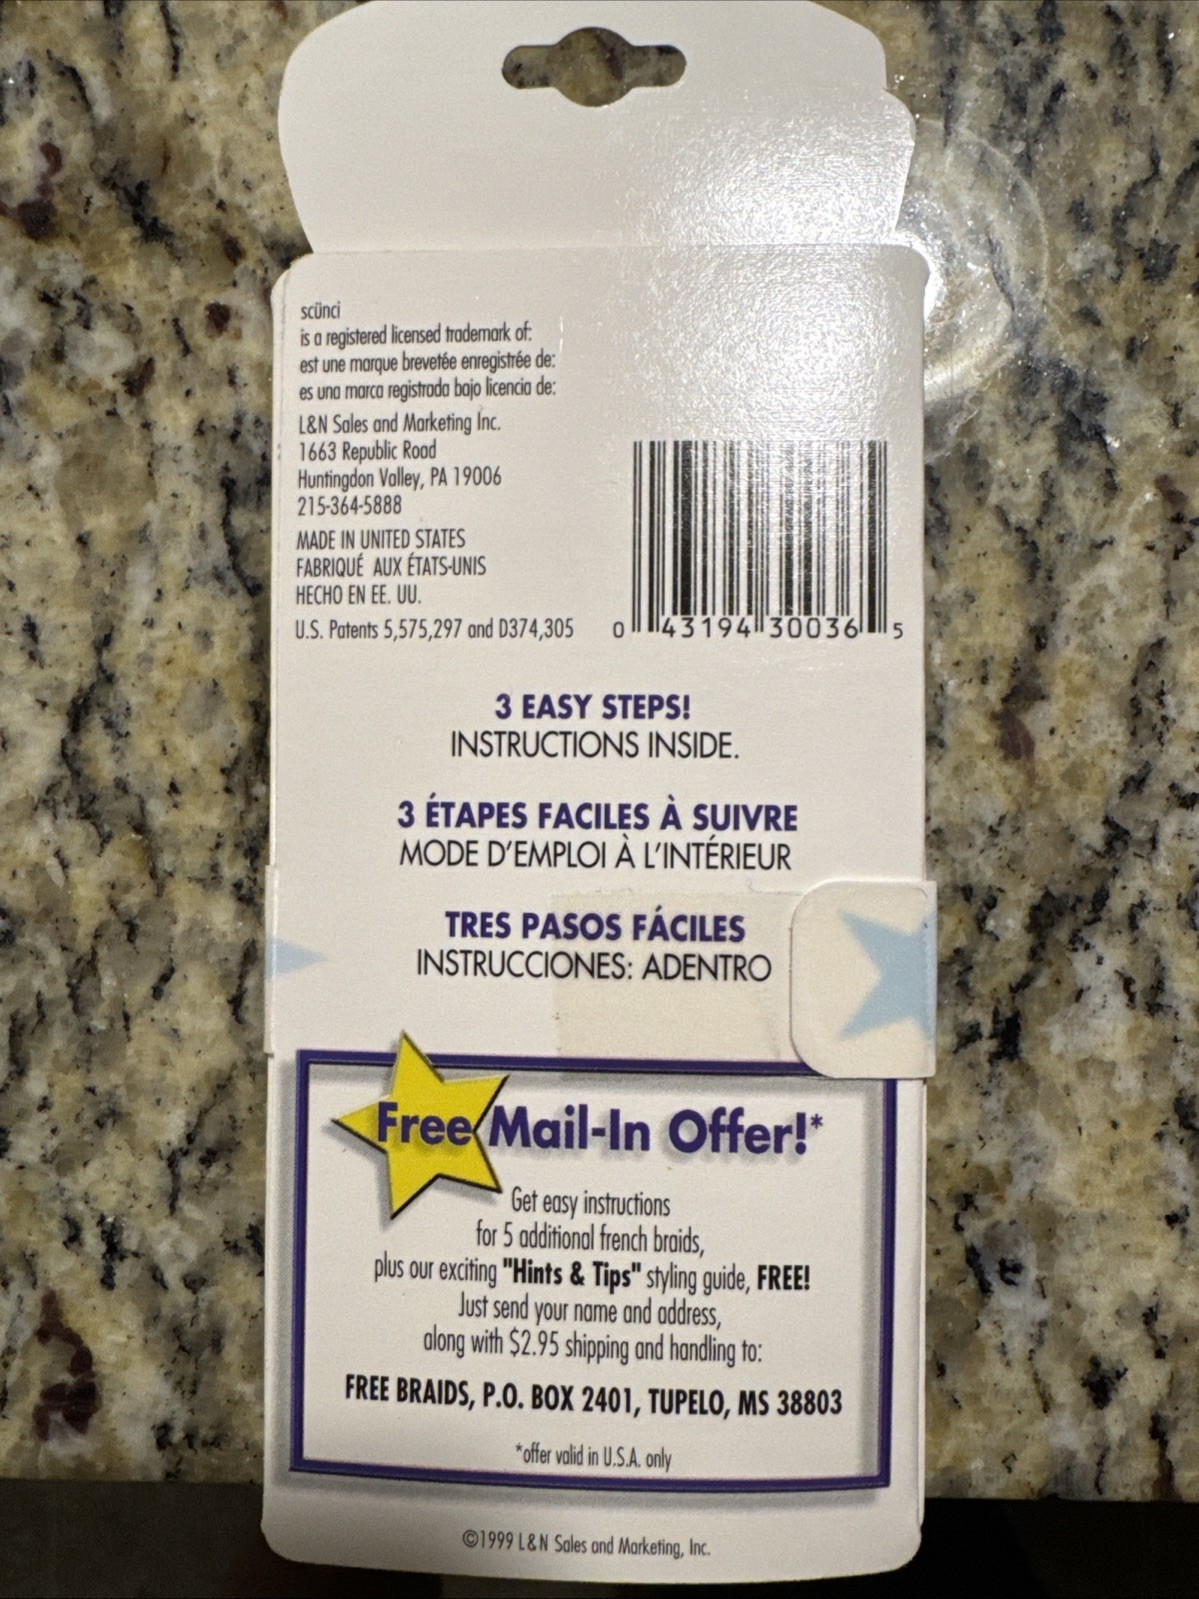 scünci
is a registered licensed trademark of:
est une marque brevetée enregistrée de:
es una marca registrada bajo licencia de:
L&N Sales and Marketing Inc.
1663 Republic Road
Huntingdon Valley, PA 19006
215-364-5888
MADE IN UNITED STATES
FABRIQUÉ AUX ÉTATS-UNIS
HECHO EN EE. UU.
U.S. Patents 5,575,297 and D374,305
0 43194 30036 5
3 EASY STEPS!
INSTRUCTIONS INSIDE.
3 ÉTAPES FACILES À SUIVRE
MODE D'EMPLOI À L'INTÉRIEUR
TRES PASOS FÁCILES
INSTRUCCIONES: ADENTRO
Free Mail-In Offer!*
Get easy instructions
for 5 additional french braids,
plus our exciting "Hints & Tips" styling guide, FREE!
Just send your name and address,
along with $2.95 shipping and handling to:
FREE BRAIDS, P.O. BOX 2401, TUPELO, MS 38803
*offer valid in U.S.A. only
©1999 L&N Sales and Marketing, Inc.